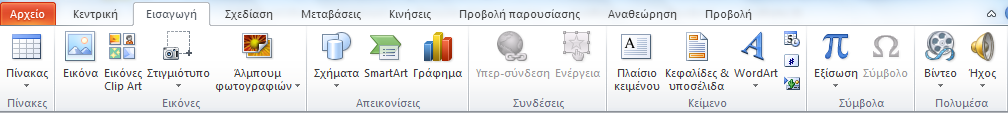 Αρχείο Κεντρική Εισαγωγή Σχεδίαση Μεταβάσεις Κινήσεις Προβολή παρουσίασης Αναθεώρηση Προβολή
Πίνακας
Πίνακες
Εικόνα
Εικόνες
Clip Art
Στιγμιότυπο
Άλμπουμ
φωτογραφιών
Εικόνες
Σχήματα
SmartArt
Γράφημα
Απεικονίσεις
Υπερ-σύνδεση
Ενέργεια
Συνδέσεις
Πλαίσιο
κειμένου
Κεφαλίδες &
υποσέλιδα
WordArt
Κείμενο
Εξίσωση
Σύμβολο
Σύμβολα
Βίντεο
Ήχος
Πολυμέσα